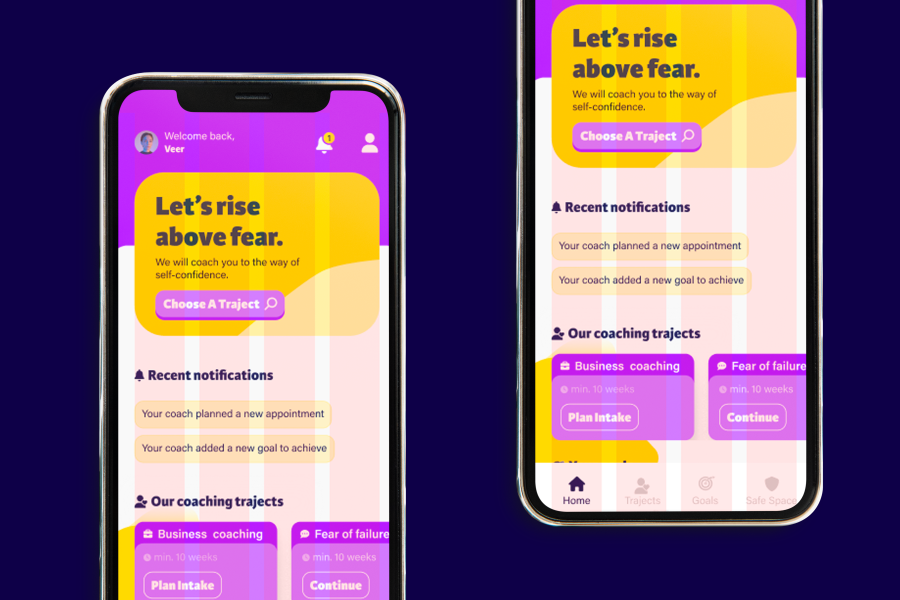 Welcome back,
Veer
1
Let's rise
above fear.
We will coach you to the way of
self-confidence.
Choose A Traject
Recent notifications
Your coach planned a new appointment
Your coach added a new goal to achieve
Our coaching trajects
Business coaching
min. 10 weeks
Plan Intake
Fear of failure
min. 10 weeks
Continue
Let's rise
above fear.
We will coach you to the way of
self-confidence.
Choose A Traject
Recent notifications
Your coach planned a new appointment
Your coach added a new goal to achieve
Our coaching trajects
Business coaching
min. 10 weeks
Plan Intake
Fear of failure
min. 10 weeks
Continue
Home
Trajects
Goals
Safe Space